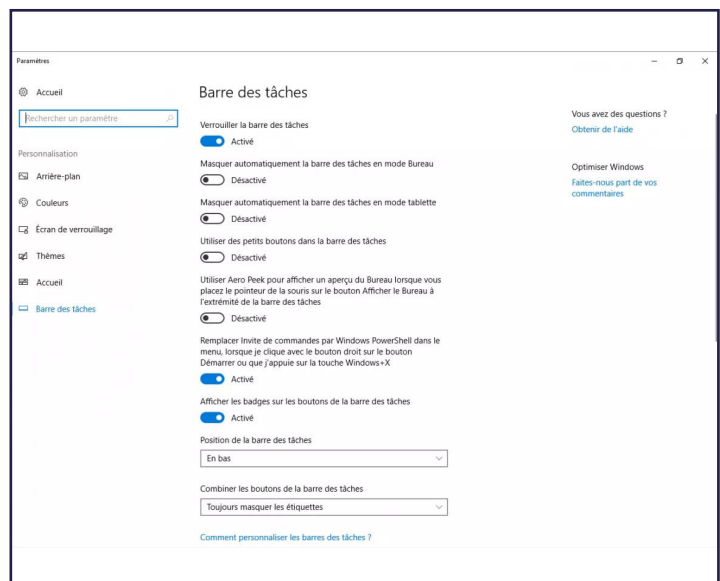 Paramètres
Accueil
Rechercher un paramètre
Personnalisation
Arrière-plan
Couleurs
Écran de verrouillage
Thèmes
Accueil
Barre des tâches
Barre des tâches
Verrouiller la barre des tâches
Activé
Masquer automatiquement la barre des tâches en mode Bureau
Désactivé
Masquer automatiquement la barre des tâches en mode tablette
Désactivé
Utiliser des petits boutons dans la barre des tâches
Désactivé
Utiliser Aero Peek pour afficher un aperçu du Bureau lorsque vous
placez le pointeur de la souris sur le bouton Afficher le Bureau à
l'extrémité de la barre des tâches
Désactivé
Remplacer Invite de commandes par Windows PowerShell dans le
menu, lorsque je clique avec le bouton droit sur le bouton
Démarrer ou que j'appuie sur la touche Windows+X
Activé
Afficher les badges sur les boutons de la barre des tâches
Activé
Position de la barre des tâches
En bas
Combiner les boutons de la barre des tâches
Toujours masquer les étiquettes
Comment personnaliser les barres des tâches ?
Vous avez des questions ?
Obtenir de l'aide
Optimiser Windows
Faites-nous part de vos
commentaires